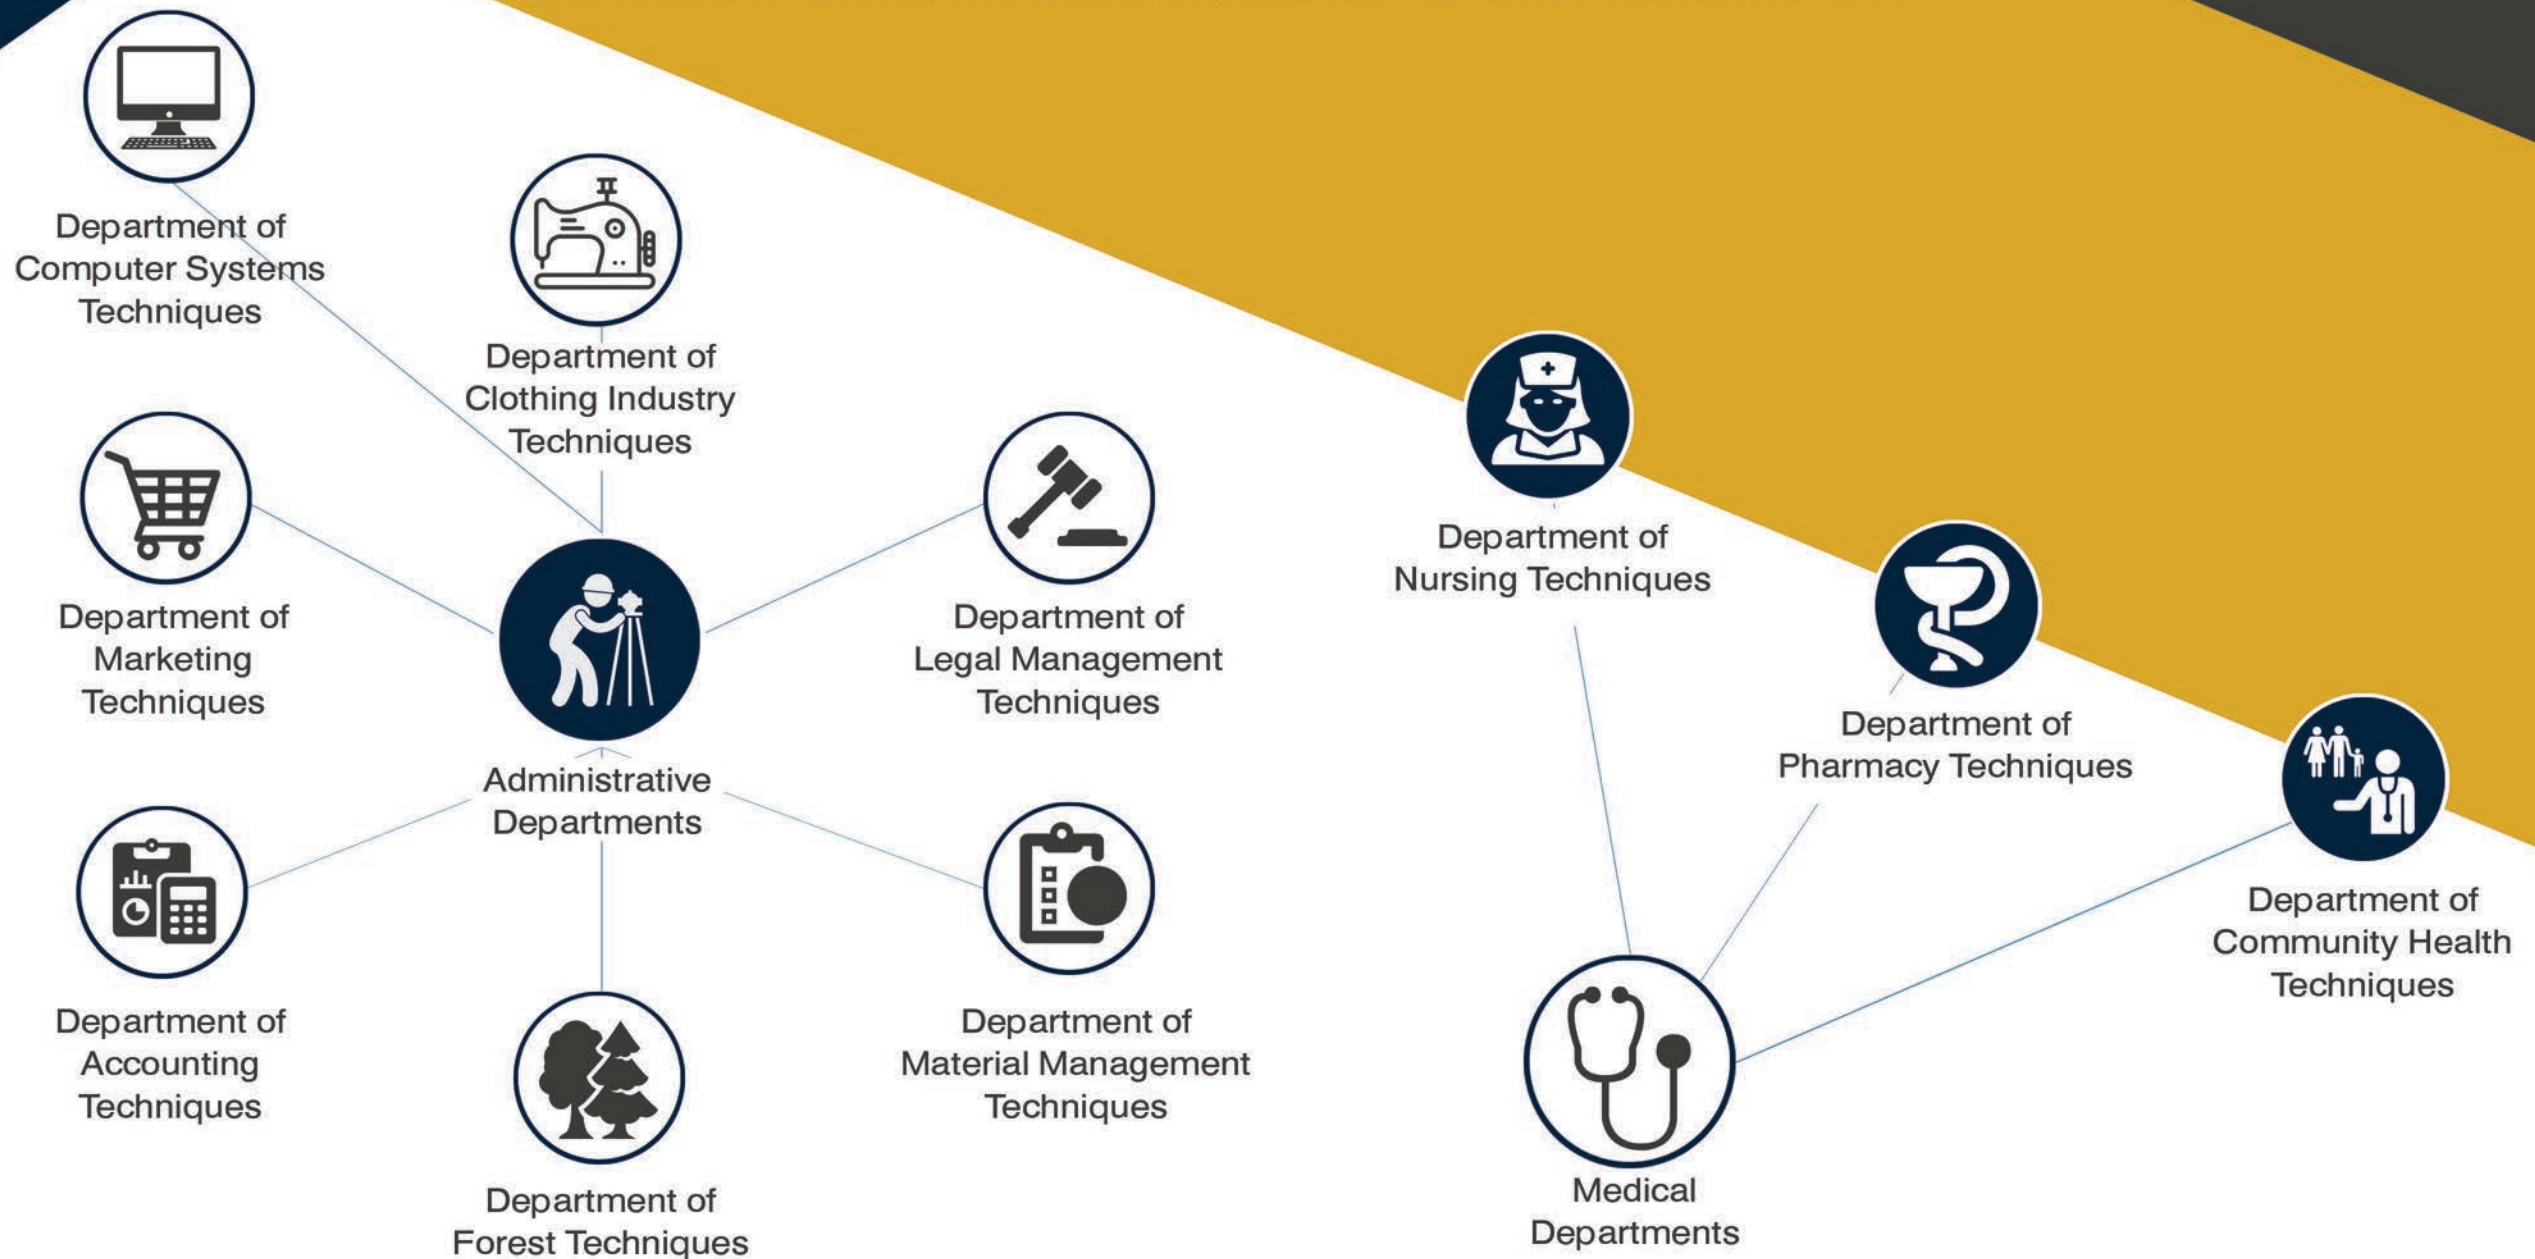 Department of
Computer Systems
Techniques
Department of
Clothing Industry
Techniques
Department of
Marketing
Techniques
Department of
Legal Management
Techniques
Administrative
Departments
Department of
Accounting
Techniques
Department of
Material Management
Techniques
Department of
Forest Techniques
Department of
Nursing Techniques
Department of
Pharmacy Techniques
Department of
Community Health
Techniques
Medical
Departments